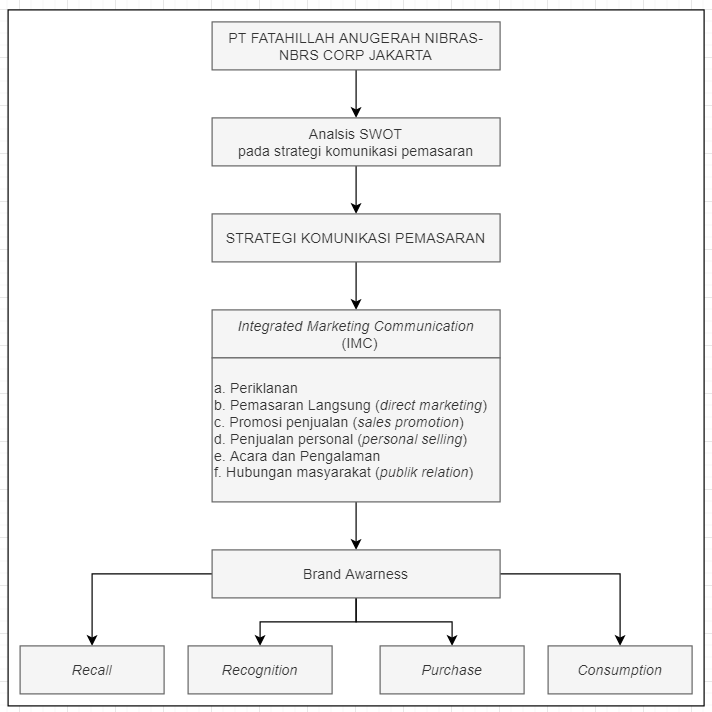 PT FATAHILLAH ANUGERAH NIBRAS-
NBRS CORP JAKARTA
Analsis SWOT
pada strategi komunikasi pemasaran
STRATEGI KOMUNIKASI PEMASARAN
Integrated Marketing Communication
(IMC)
a. Periklanan
b. Pemasaran Langsung (direct marketing)
c. Promosi penjualan (sales promotion)
d. Penjualan personal (personal selling)
e. Acara dan Pengalaman
f. Hubungan masyarakat (publik relation)
Brand Awarness
Recall
Recognition
Purchase
Consumption